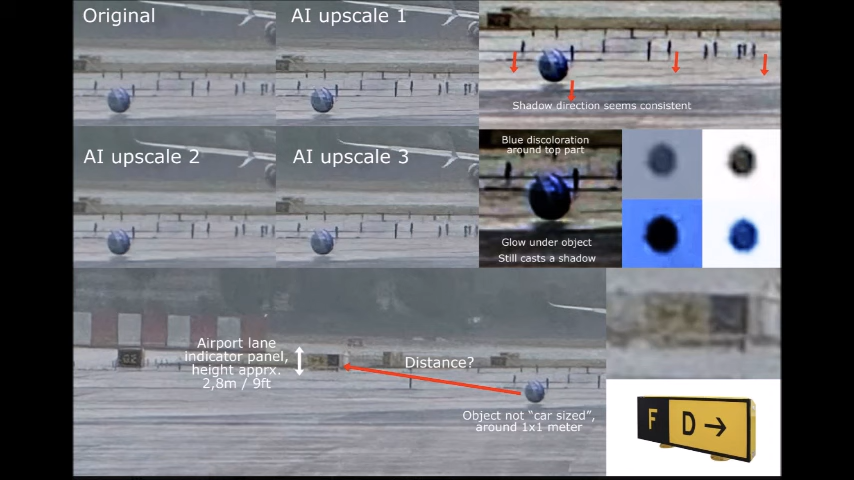 Original
AI upscale 1
Shadow direction seems consistent
AI upscale 2
AI upscale 3
Blue discoloration
around top part
Glow under object
Still casts a shadow
Airport lane
indicator panel,
height apprx.
2,8m / 9ft
G2
Distance?
Object not “car sized”,
around 1x1 meter
F D →